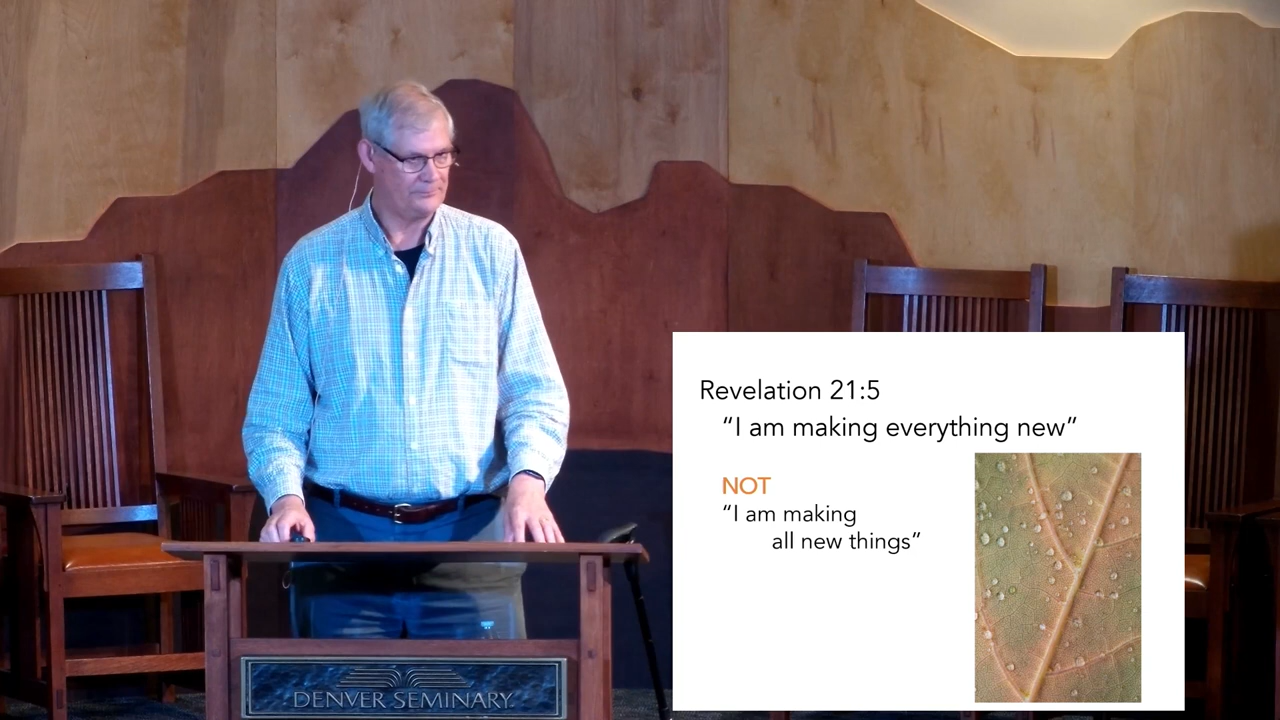 Revelation 21:5
“I am making everything new”
NOT
“I am making
all new things”
DENVER SEMINARY